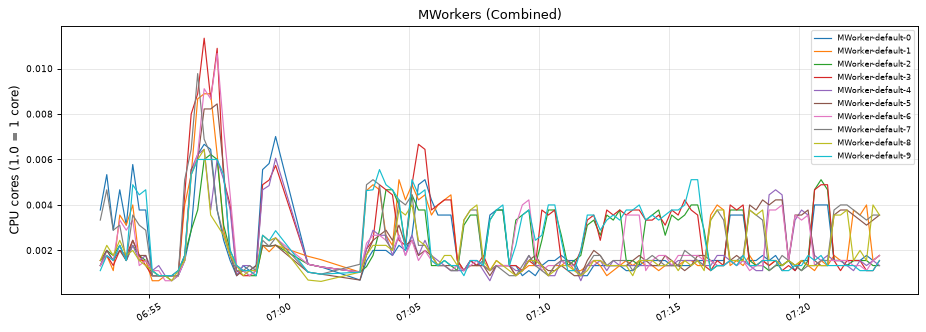 MWorkers (Combined)
CPU cores (1.0 = 1 core)
0.010
0.008
0.006
0.004
0.002
06:55
07:00
07:05
07:10
07:15
07:20
MWorker-default-0
MWorker-default-1
MWorker-default-2
MWorker-default-3
MWorker-default-4
MWorker-default-5
MWorker-default-6
MWorker-default-7
MWorker-default-8
MWorker-default-9